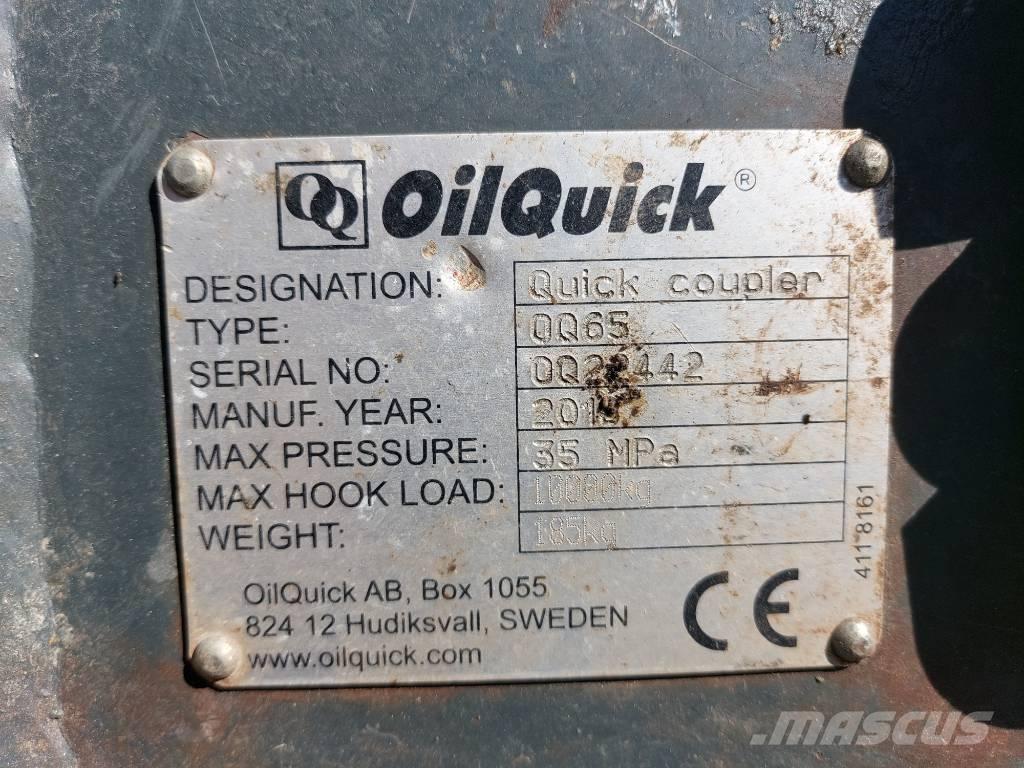 QQ OilQuick®
DESIGNATION: Quick coupler
TYPE: OQ65
SERIAL NO:
MANUF. YEAR:
MAX PRESSURE: 35 MPa
MAX HOOK LOAD: 10000kg
WEIGHT: 185kg
411 8161
OilQuick AB, Box 1055
824 12 Hudiksvall, SWEDEN
www.oilquick.com
CE
MASCUS